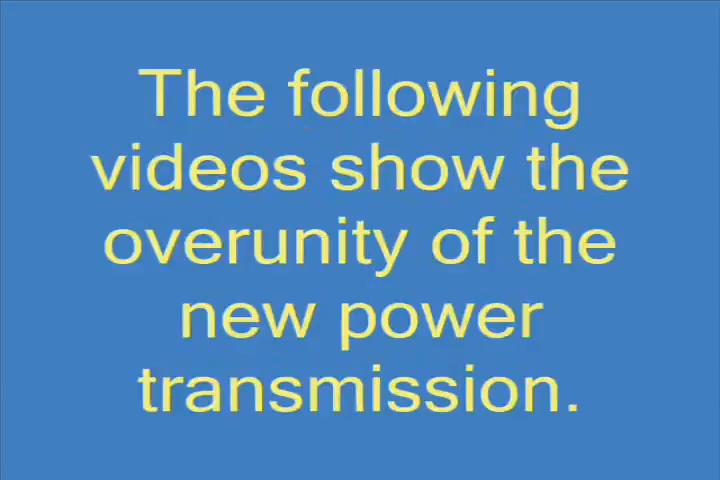 The following
videos show the
overunity of the
new power
transmission.